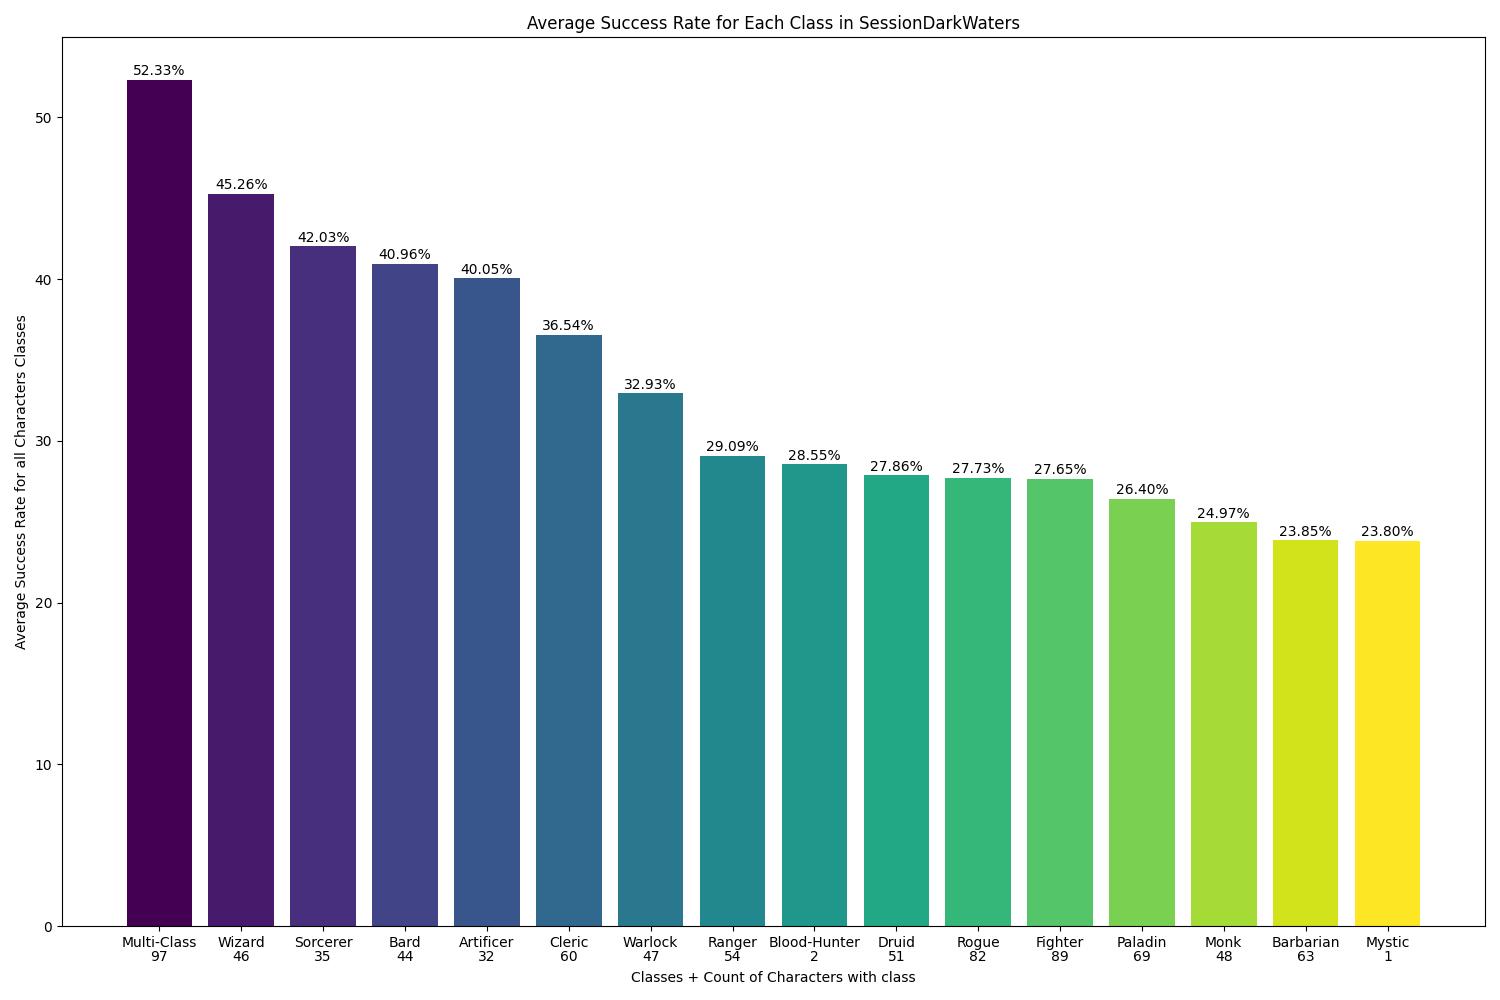 Average Success Rate for Each Class in SessionDarkWaters
Average Success Rate for all Characters Classes
50
40
30
20
10
0
52.33%
45.26%
42.03%
40.96%
40.05%
36.54%
32.93%
29.09%
28.55%
27.86%
27.73%
27.65%
26.40%
24.97%
23.85%
23.80%
Multi-Class
97
Wizard
46
Sorcerer
35
Bard
44
Artificer
32
Cleric
60
Warlock
47
Ranger
54
Blood-Hunter
2
Druid
51
Rogue
82
Fighter
89
Paladin
69
Monk
48
Barbarian
63
Mystic
1
Classes + Count of Characters with class